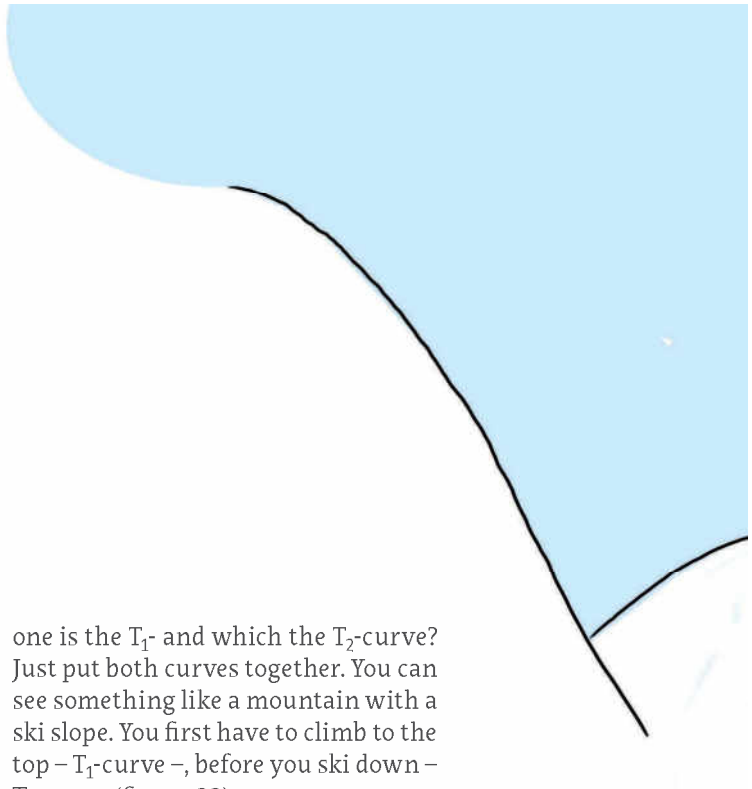 one is the T₁- and which the T₂-curve?
Just put both curves together. You can
see something like a mountain with a
ski slope. You first have to climb to the
top – T₁-curve –, before you ski down –